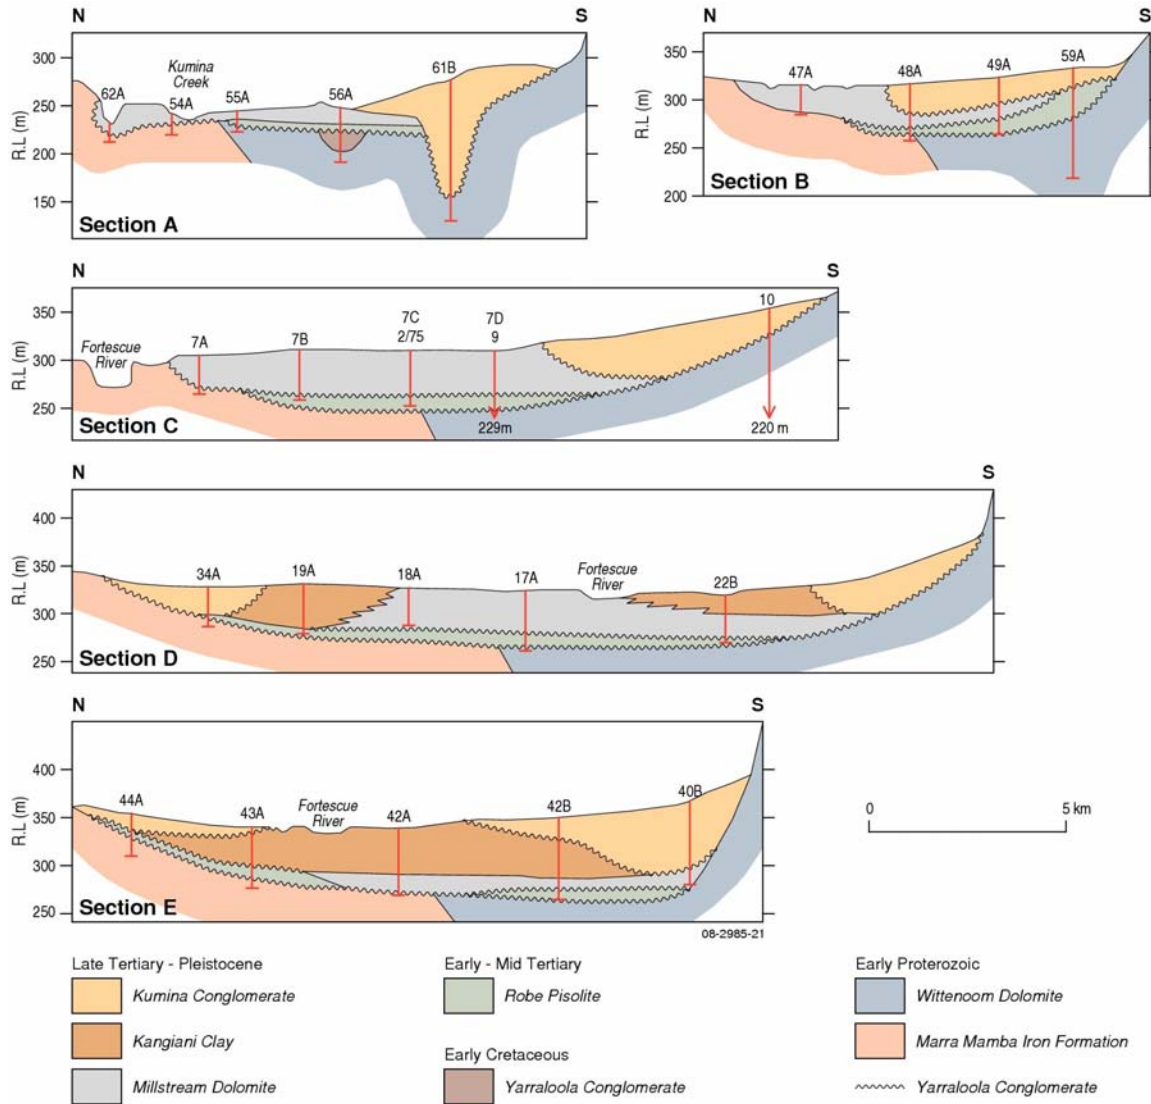 N S
N S
300
250
200
150
R.L (m)
62A
Kumina
Creek
54A
55A
56A
61B
Section A
350
300
250
200
R.L (m)
47A
48A
49A
59A
Section B
N S
350
300
250
R.L (m)
Fortescue
River
7A
7B
7C
2/75
7D
9
10
229m
220 m
Section C
N S
400
350
300
250
R.L (m)
34A
19A
18A
17A
Fortescue
River
22B
Section D
N S
400
350
300
250
R.L (m)
44A
43A
Fortescue
River
42A
42B
40B
Section E
0 5 km
08-2985-21
Late Tertiary - Pleistocene
Kumina Conglomerate
Kangiani Clay
Millstream Dolomite
Early - Mid Tertiary
Robe Pisolite
Early Cretaceous
Yarraloola Conglomerate
Early Proterozoic
Wittenoom Dolomite
Marra Mamba Iron Formation
Yarraloola Conglomerate